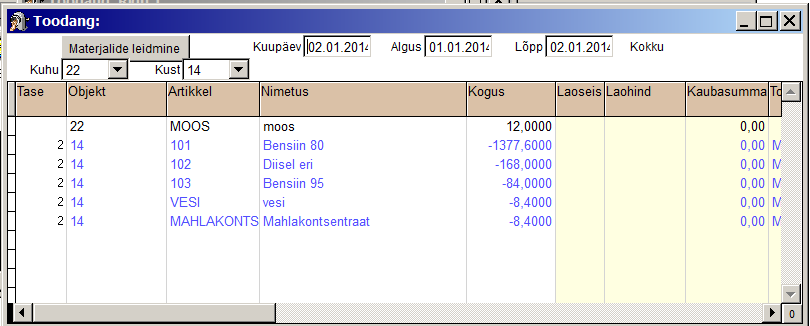 Toodang:
Materjalide leidmine Kuupäev 02.01.2014 Algus 01.01.2014 Lõpp 02.01.2014 Kokku
Kuhu 22 Kust 14
Tase Objekt Artikkel Nimetus Kogus Laoseis Laohind Kaubasumma To
22 MOOS moos 12,0000 0,00
2 14 101 Bensiin 80 -1377,6000 0,00 M
2 14 102 Diisel eri -168,0000 0,00 M
2 14 103 Bensiin 95 -84,0000 0,00 M
2 14 VESI vesi -8,4000 0,00 M
2 14 MAHLAKONTS Mahlakontsentraat -8,4000 0,00 M
0